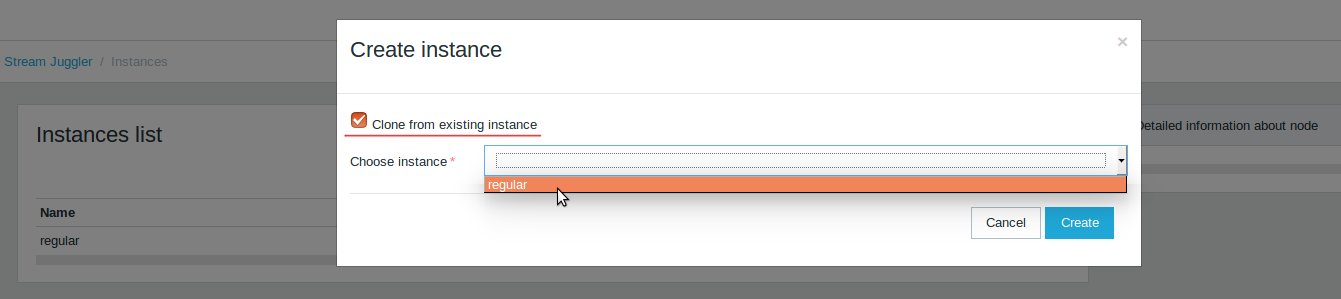 Create instance
×
Stream Juggler / Instances
Clone from existing instance
Instances list
Detailed information about node
Choose instance *
regular
Name
Cancel
Create
regular